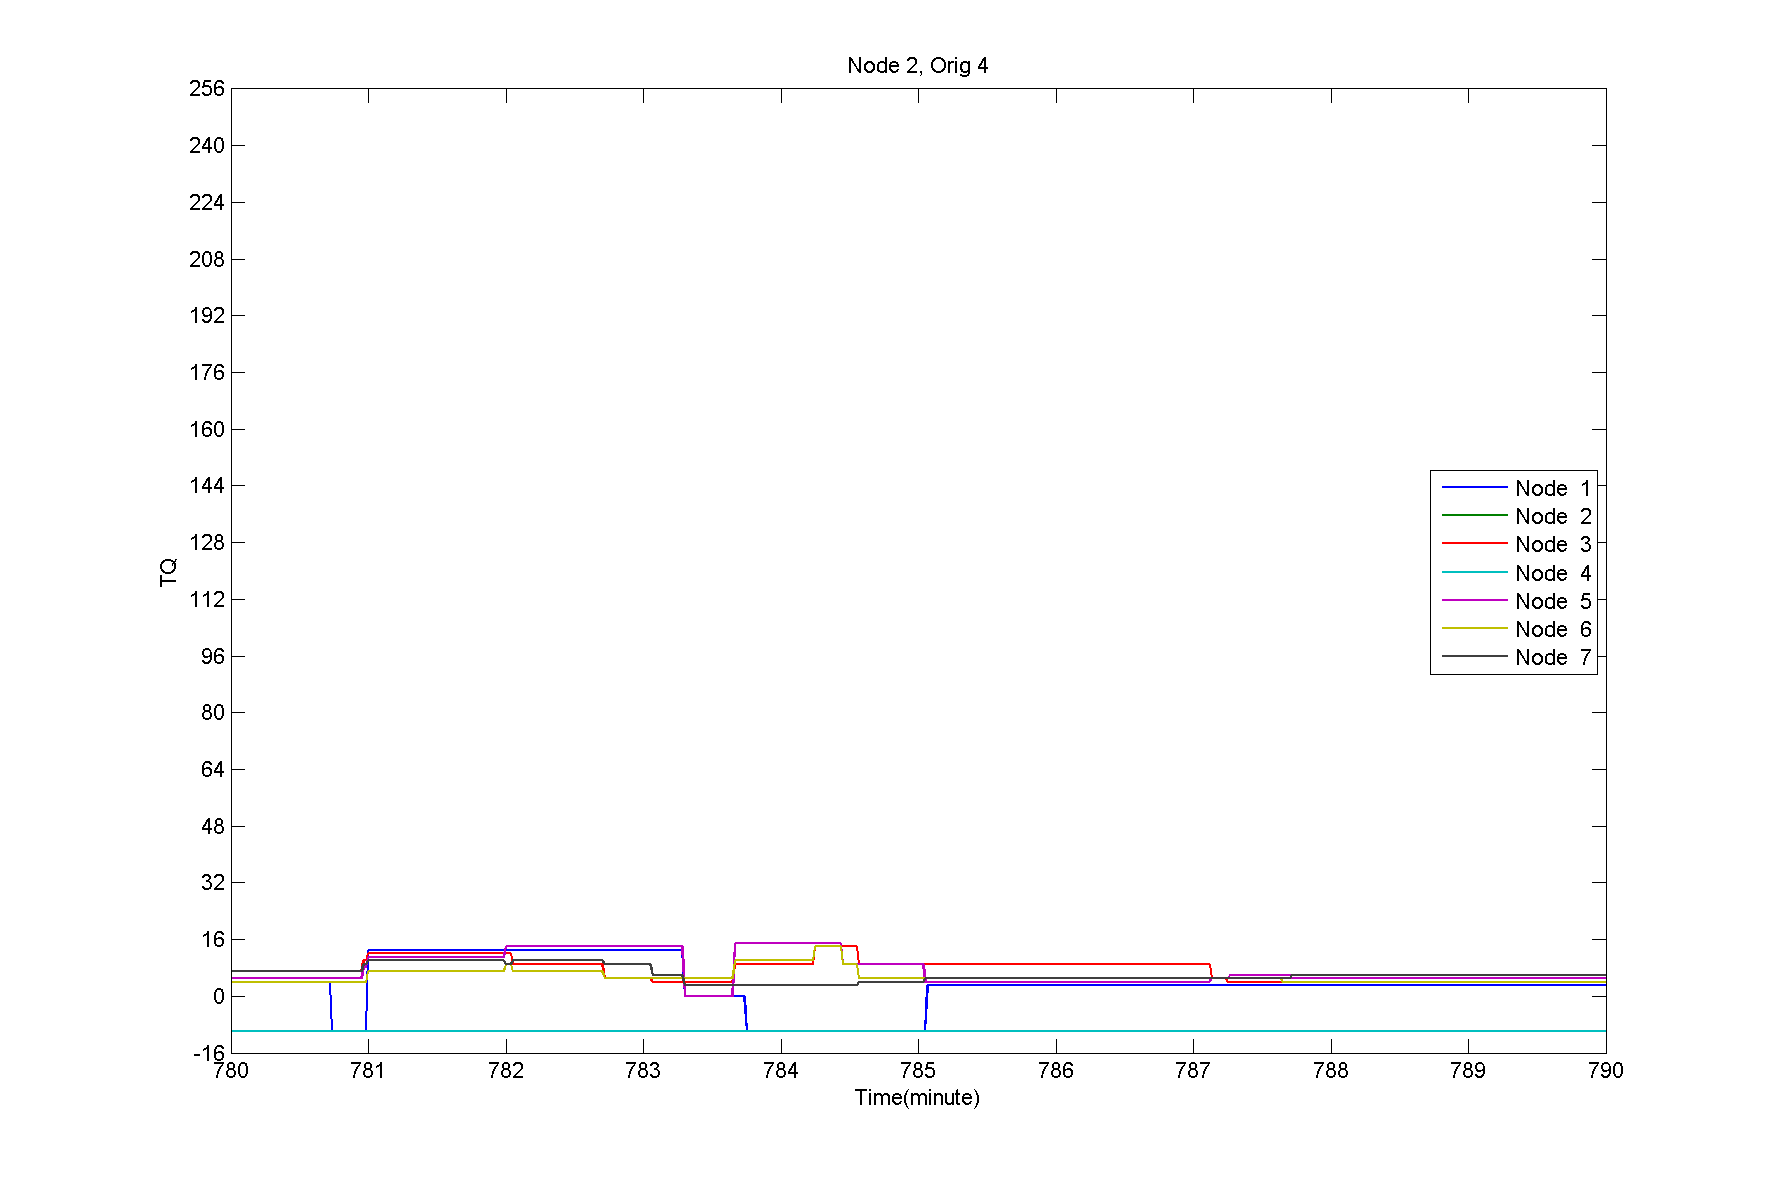 Node 2, Orig 4
256
240
224
208
192
176
160
144
128
112
96
80
64
48
32
16
0
-16
TQ
Node 1
Node 2
Node 3
Node 4
Node 5
Node 6
Node 7
780 781 782 783 784 785 786 787 788 789 790
Time(minute)